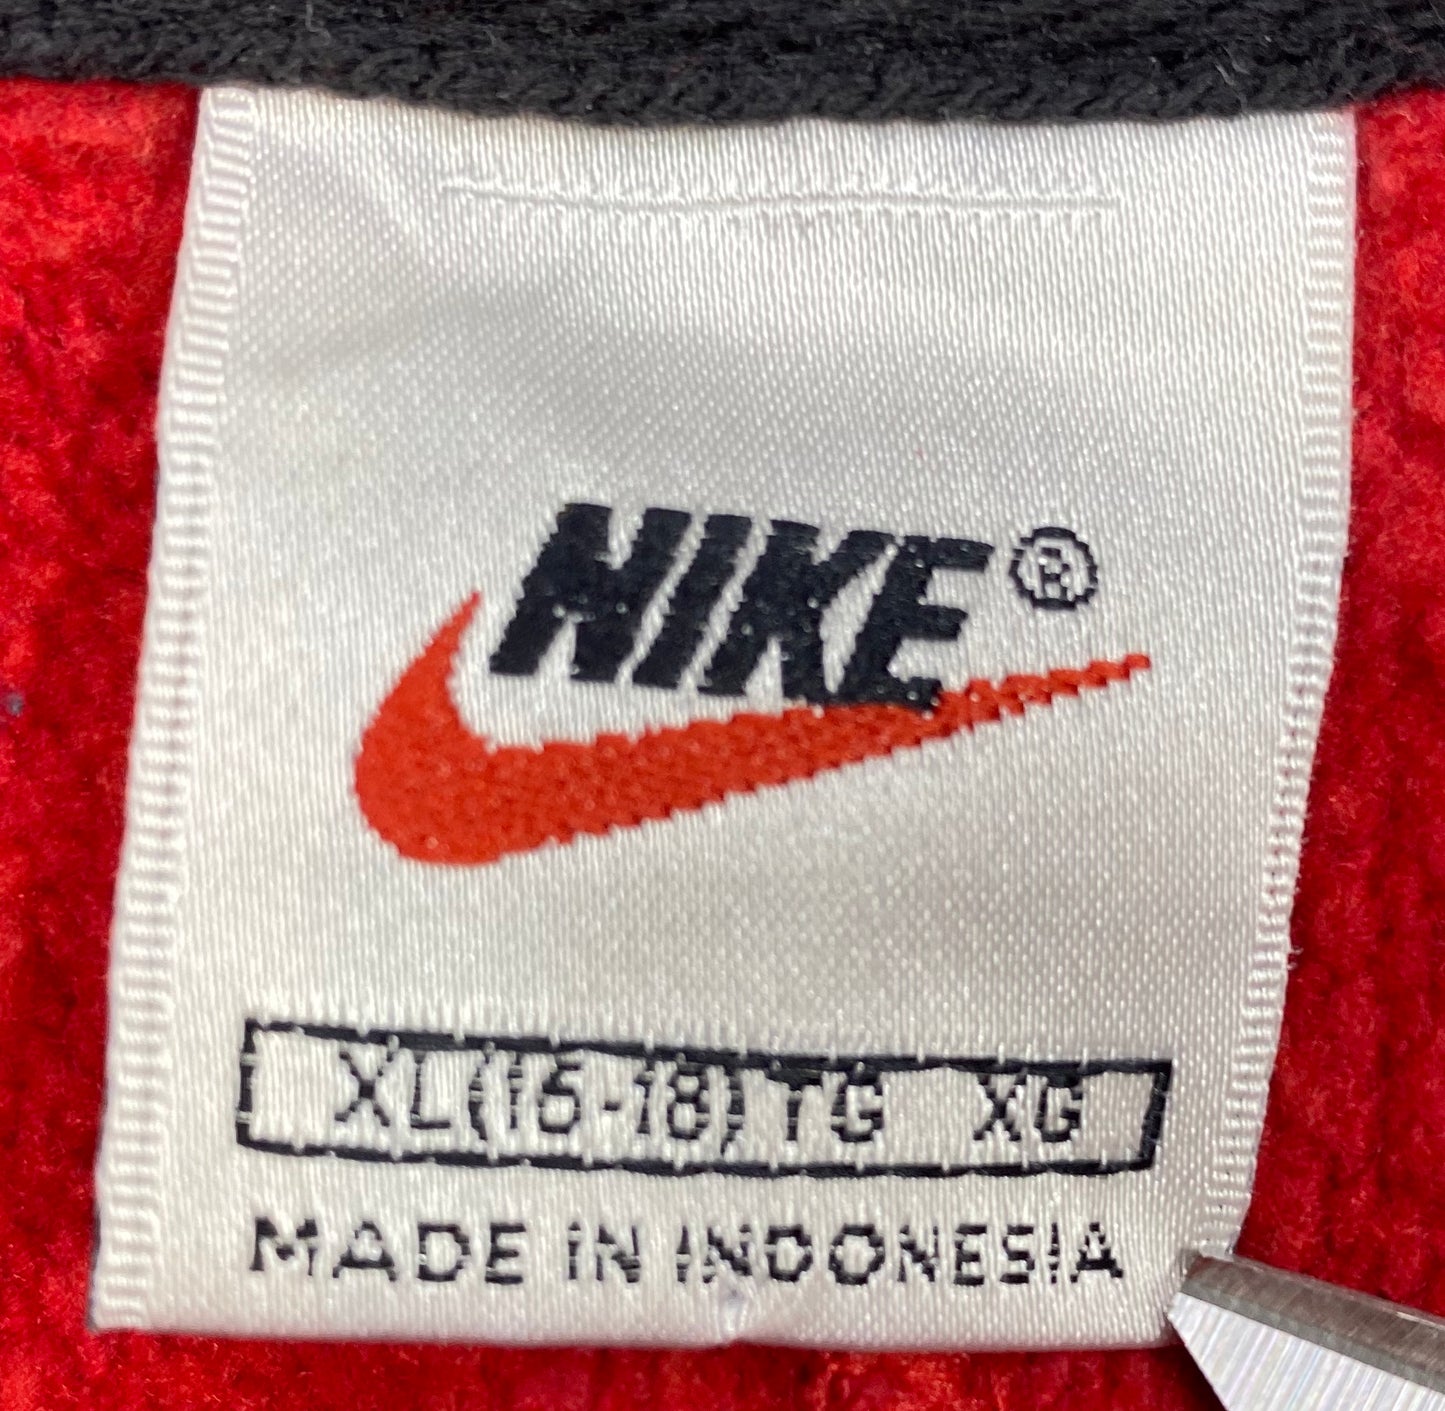 NIKE®
XL(16-18) TG XG
MADE IN INDONESIA